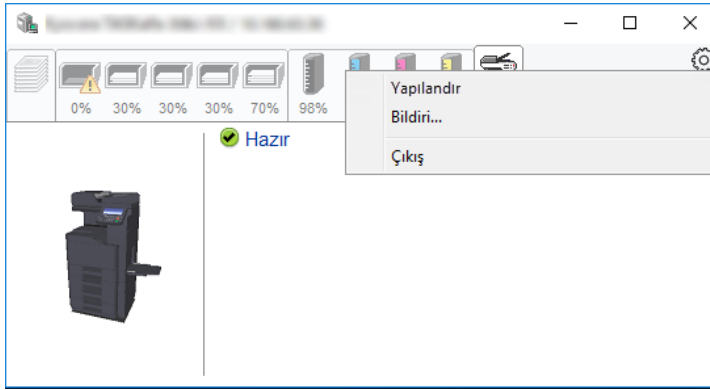 0% 30% 30% 30% 70% 98%
Yapılandır
Bildiri...
Çıkış
Hazır